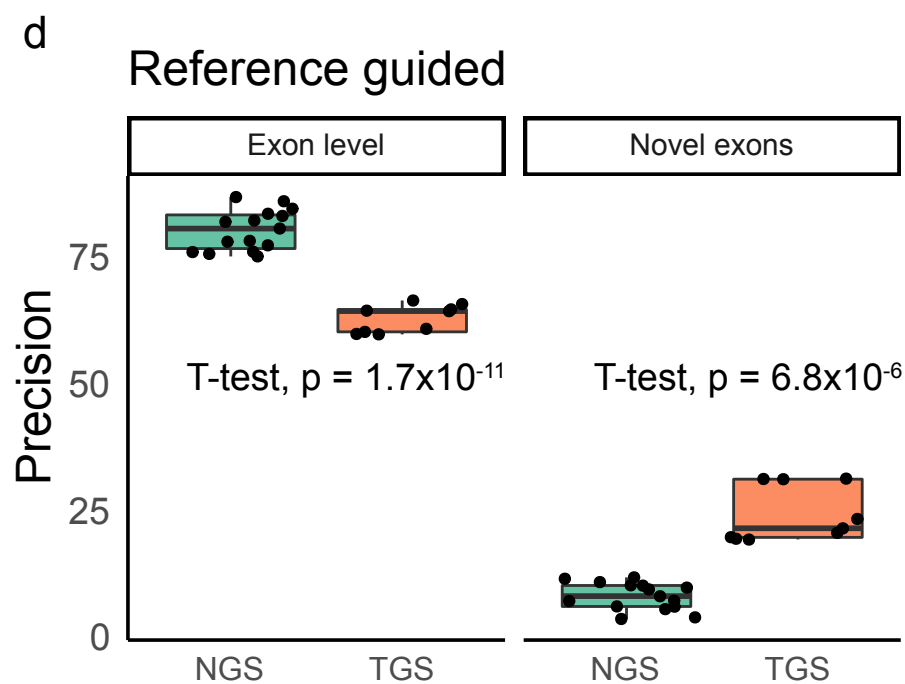 d
Reference guided
Exon level
Novel exons
Precision
75
50
25
0
T-test, p = 1.7x10⁻¹¹
T-test, p = 6.8x10⁻⁶
NGS
TGS
NGS
TGS